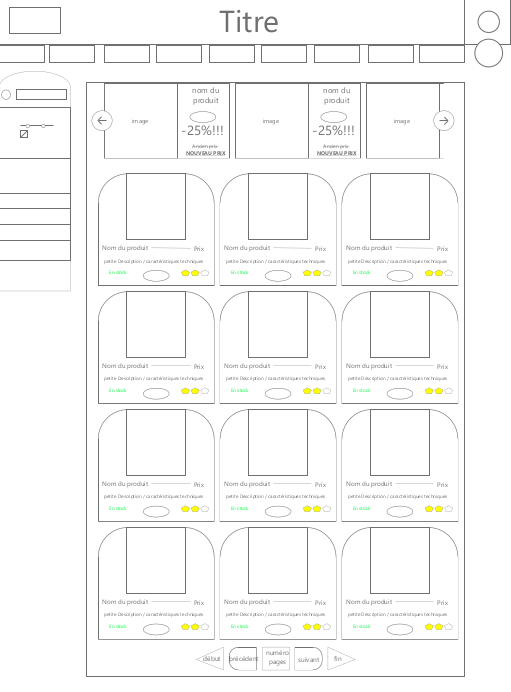 Titre
image
nom du
produit
-25%!!!
Ancien prix
NOUVEAU PRIX
image
nom du
produit
-25%!!!
Ancien prix
NOUVEAU PRIX
image
Nom du produit Prix
petite Description / caractéristiques techniques
En stock
Nom du produit Prix
petite Description / caractéristiques techniques
En stock
Nom du produit Prix
petite Description / caractéristiques techniques
En stock
Nom du produit Prix
petite Description / caractéristiques techniques
En stock
Nom du produit Prix
petite Description / caractéristiques techniques
En stock
Nom du produit Prix
petite Description / caractéristiques techniques
En stock
Nom du produit Prix
petite Description / caractéristiques techniques
En stock
Nom du produit Prix
petite Description / caractéristiques techniques
En stock
Nom du produit Prix
petite Description / caractéristiques techniques
En stock
Nom du produit Prix
petite Description / caractéristiques techniques
En stock
Nom du produit Prix
petite Description / caractéristiques techniques
En stock
Nom du produit Prix
petite Description / caractéristiques techniques
En stock
début
précédent
numéro
pages
suivant
fin